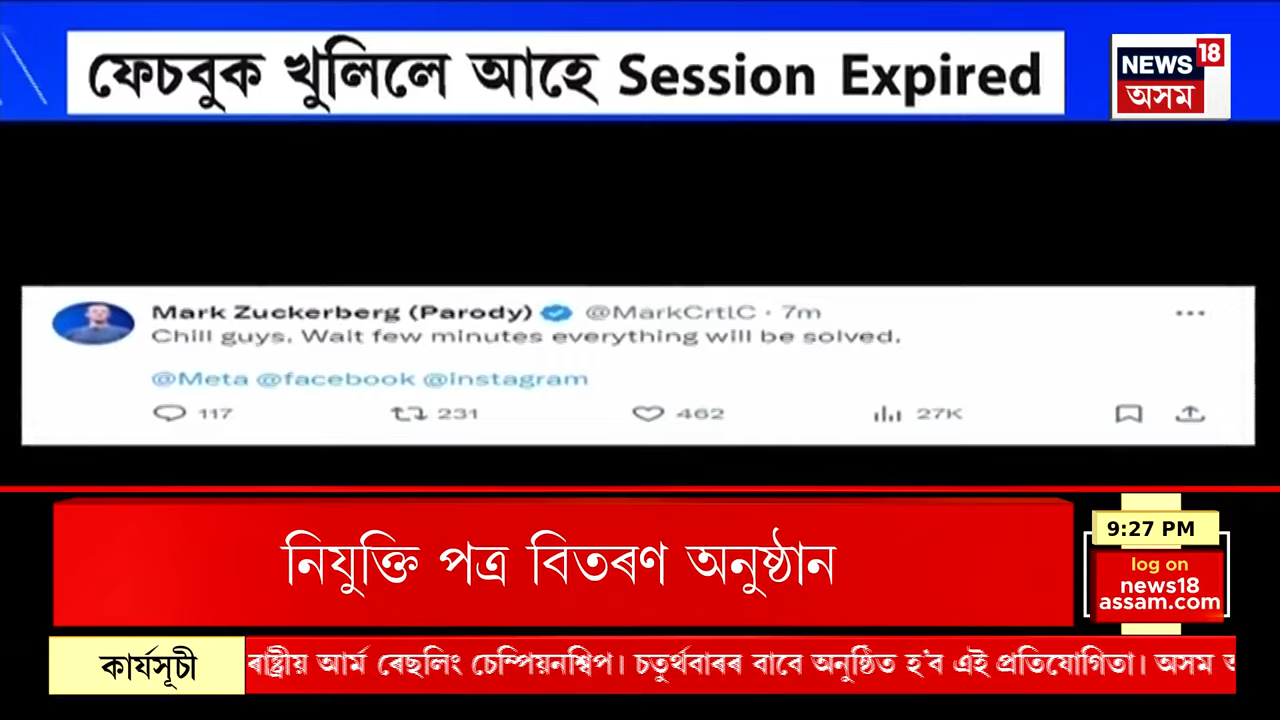 ফেচবুক খুলিলে আহে Session Expired
NEWS 18
অসম
Mark Zuckerberg (Parody) @MarkCrtlC · 7m
Chill guys. Wait few minutes everything will be solved.
@Meta @facebook @instagram
117 231 462 27K
নিযুক্তি পত্ৰ বিতৰণ অনুষ্ঠান
9:27 PM
log on
news18
assam.com
কাৰ্যসূচী
ৰাষ্ট্ৰীয় আৰ্ম ৰেছলিং চেম্পিয়নশ্বিপ। চতুৰ্থবাৰৰ বাবে অনুষ্ঠিত হ'ব এই প্ৰতিযোগিতা। অসম